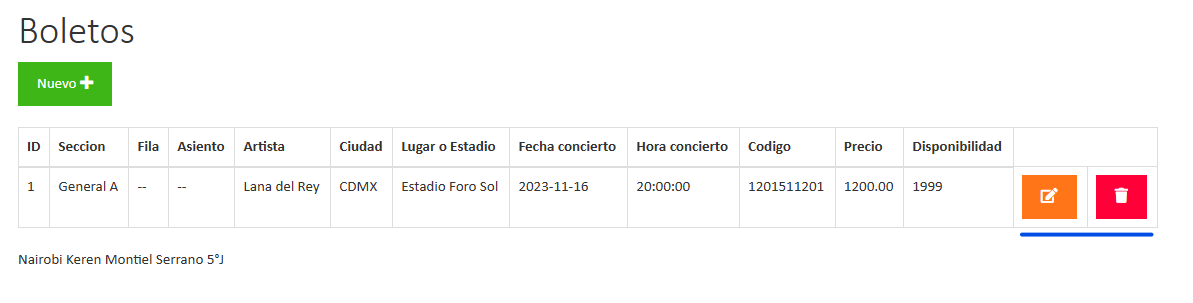 Boletos
Nuevo
ID Seccion Fila Asiento Artista Ciudad Lugar o Estadio Fecha concierto Hora concierto Codigo Precio Disponibilidad
1 General A -- -- Lana del Rey CDMX Estadio Foro Sol 2023-11-16 20:00:00 1201511201 1200.00 1999
Nairobi Keren Montiel Serrano 5°J